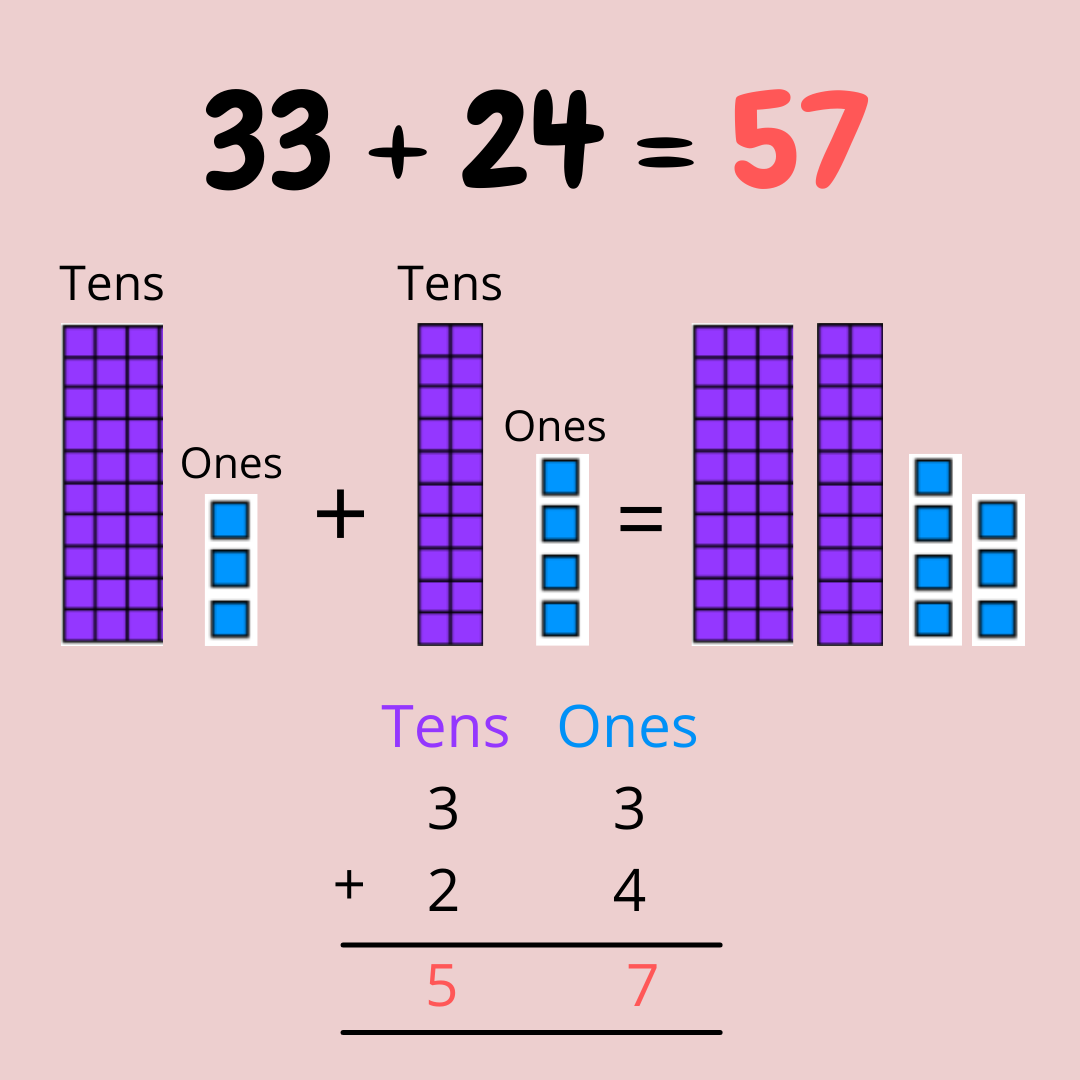 33 + 24 = 57
Tens
Tens
Ones
Ones
+
=
Tens Ones
3 3
+ 2 4
5 7